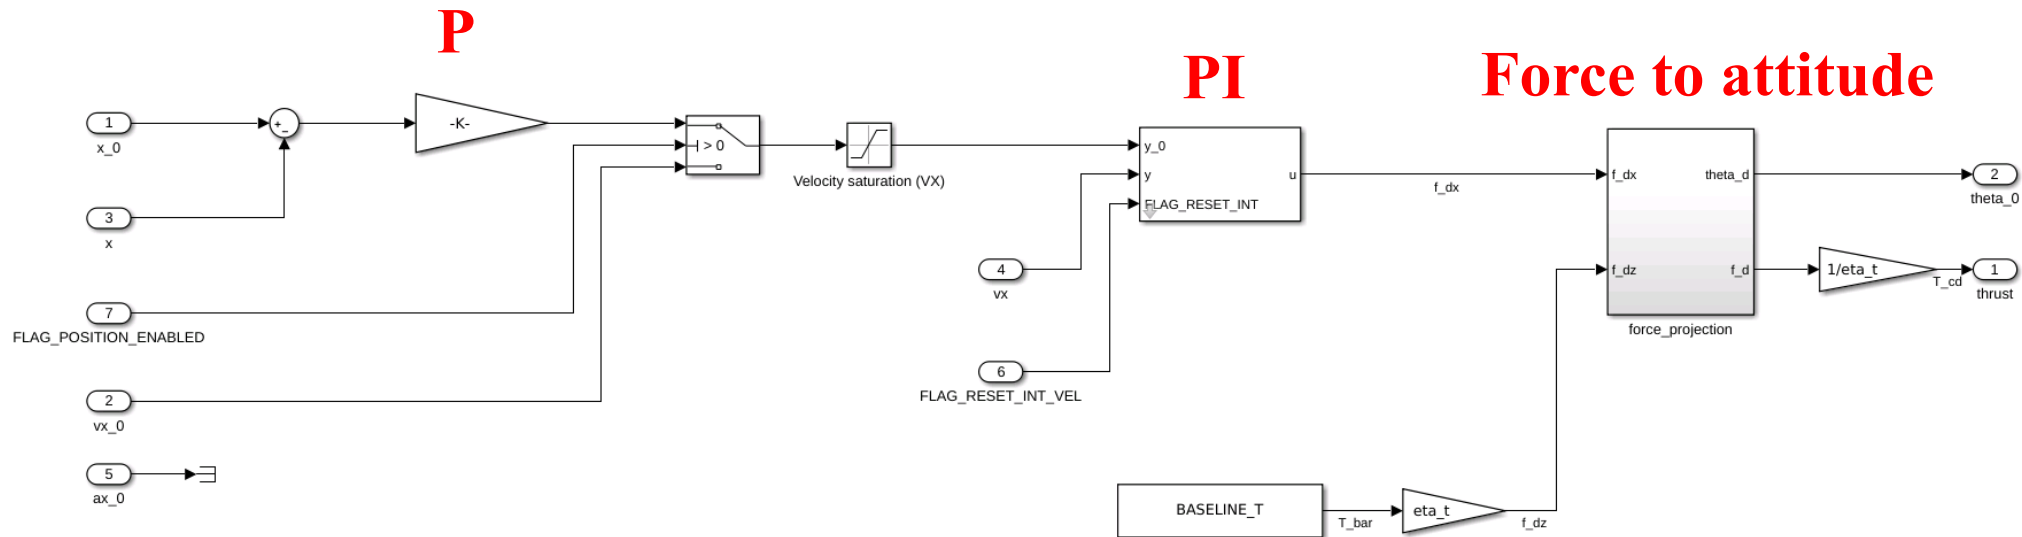 P
PI
Force to attitude
1
x_0
+
-
-K-
> 0
Velocity saturation (VX)
y_0
y
FLAG_RESET_INT
u
f_dx
f_dx
theta_d
f_dz
f_d
force_projection
2
theta_0
1/eta_t
T_cd
1
thrust
3
x
4
vx
7
FLAG_POSITION_ENABLED
6
FLAG_RESET_INT_VEL
2
vx_0
5
ax_0
BASELINE_T
T_bar
eta_t
f_dz